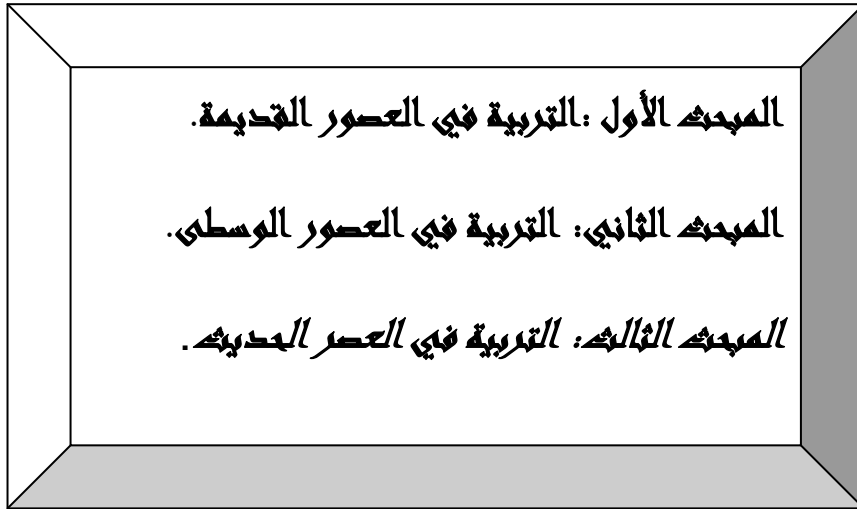 المبحث الأول :التربية في العصور القديمة.
المبحث الثاني: التربية في العصور الوسطى.
المبحث الثالث: التربية في العصر الحديث .